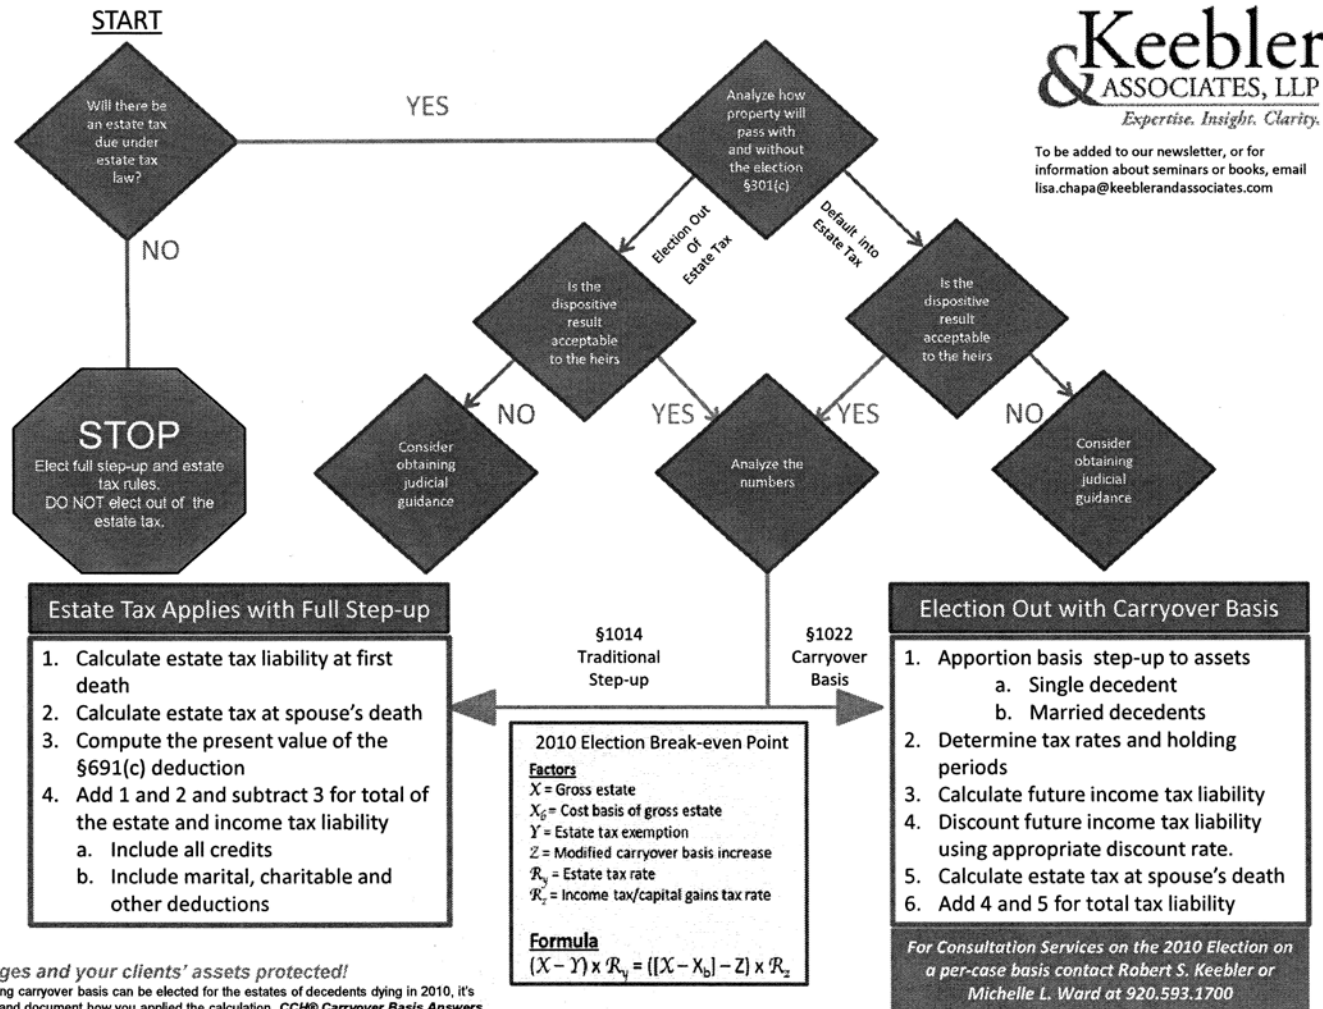 START
Will there be
an estate tax
due under
estate tax
law?
YES
NO
Analyze how
property will
pass with
and without
the election
§301(c)
Keebler
& ASSOCIATES, LLP
Expertise. Insight. Clarity.
To be added to our newsletter, or for
information about seminars or books, email
lisa.chapa@keeblerandassociates.com
Election Out
Of
Estate Tax
Default into
Estate Tax
Is the
dispositive
result
acceptable
to the heirs
Is the
dispositive
result
acceptable
to the heirs
NO
YES
YES
NO
STOP
Elect full step-up and estate
tax rules.
DO NOT elect out of the
estate tax.
Consider
obtaining
judicial
guidance
Analyze the
numbers
Consider
obtaining
judicial
guidance
Estate Tax Applies with Full Step-up
1. Calculate estate tax liability at first
death
2. Calculate estate tax at spouse's death
3. Compute the present value of the
§691(c) deduction
4. Add 1 and 2 and subtract 3 for total of
the estate and income tax liability
a. Include all credits
b. Include marital, charitable and
other deductions
§1014
Traditional
Step-up
§1022
Carryover
Basis
2010 Election Break-even Point
Factors
X = Gross estate
X₆ = Cost basis of gross estate
Y = Estate tax exemption
Z = Modified carryover basis increase
R_y = Estate tax rate
R_z = Income tax/capital gains tax rate
Formula
(X – Y) x R_y = ([X – X_b] – Z) x R_z
Election Out with Carryover Basis
1. Apportion basis step-up to assets
a. Single decedent
b. Married decedents
2. Determine tax rates and holding
periods
3. Calculate future income tax liability
4. Discount future income tax liability
using appropriate discount rate.
5. Calculate estate tax at spouse's death
6. Add 4 and 5 for total tax liability
For Consultation Services on the 2010 Election on
a per-case basis contact Robert S. Keebler or
Michelle L. Ward at 920.593.1700
ges and your clients' assets protected!
ng carryover basis can be elected for the estates of decedents dying in 2010, it's
and document how you applied the calculation. CCH® Carryover Basis Answers